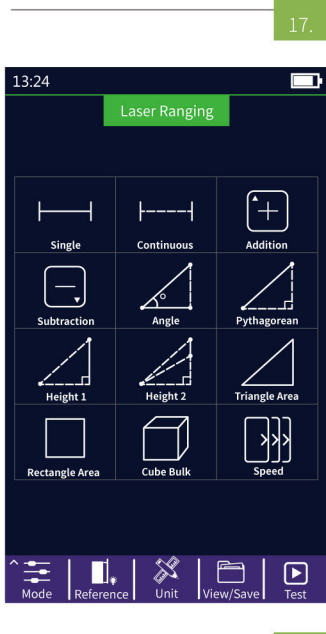 17.
13:24
Laser Ranging
Single Continuous Addition
Subtraction Angle Pythagorean
Height 1 Height 2 Triangle Area
Rectangle Area Cube Bulk Speed
Mode Reference Unit View/Save Test